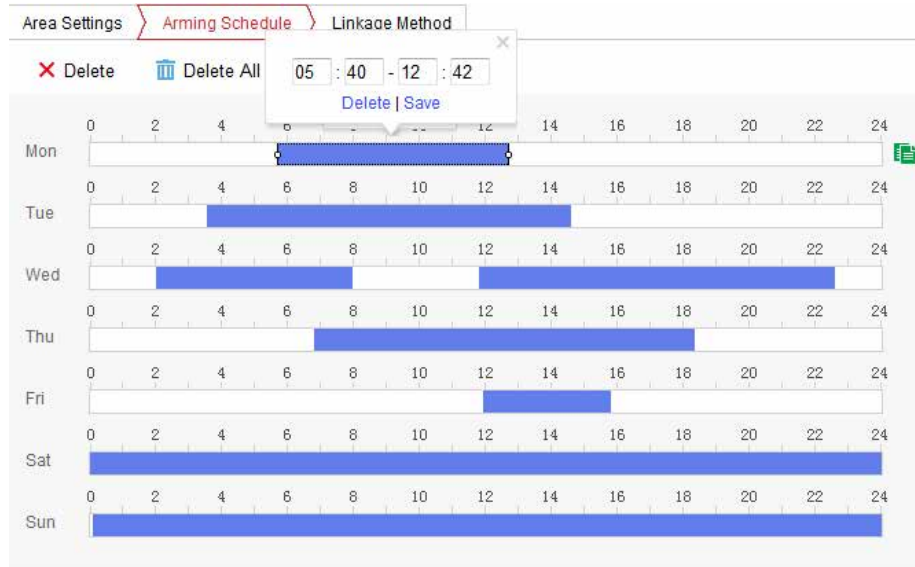 Area Settings Arming Schedule Linkage Method
Delete Delete All
05 : 40 - 12 : 42
Delete | Save
0 2 4 6 8 12 14 16 18 20 22 24
Mon
0 2 4 6 8 10 12 14 16 18 20 22 24
Tue
0 2 4 6 8 10 12 14 16 18 20 22 24
Wed
0 2 4 6 8 10 12 14 16 18 20 22 24
Thu
0 2 4 6 8 10 12 14 16 18 20 22 24
Fri
0 2 4 6 8 10 12 14 16 18 20 22 24
Sat
0 2 4 6 8 10 12 14 16 18 20 22 24
Sun